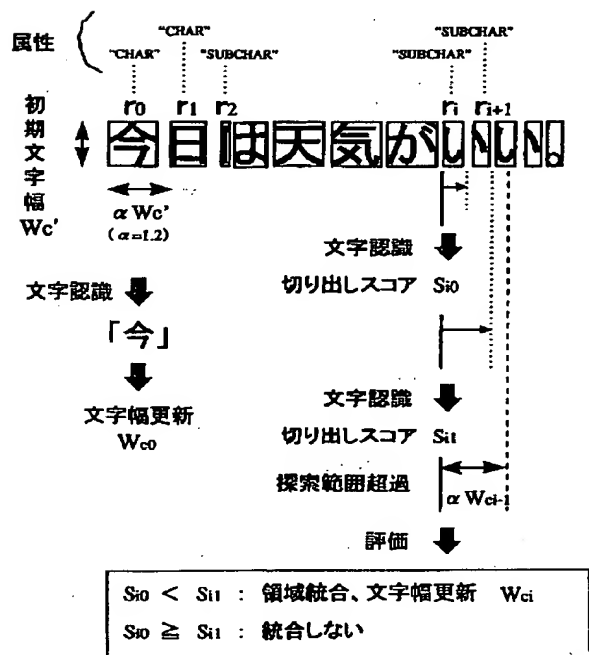 属性
"CHAR"
"CHAR"
"SUBCHAR"
"SUBCHAR"
"SUBCHAR"
r0 r1 r2 ri ri+1
初期文字幅 Wc'
今日は天気がいい。
α Wc'
(α=1.2)
文字認識
「今」
文字幅更新
Wc0
文字認識
切り出しスコア Si0
文字認識
切り出しスコア Si1
探索範囲超過
α Wci-1
評価
Si0 < Si1 : 領域統合、文字幅更新 Wci
Si0 ≧ Si1 : 統合しない